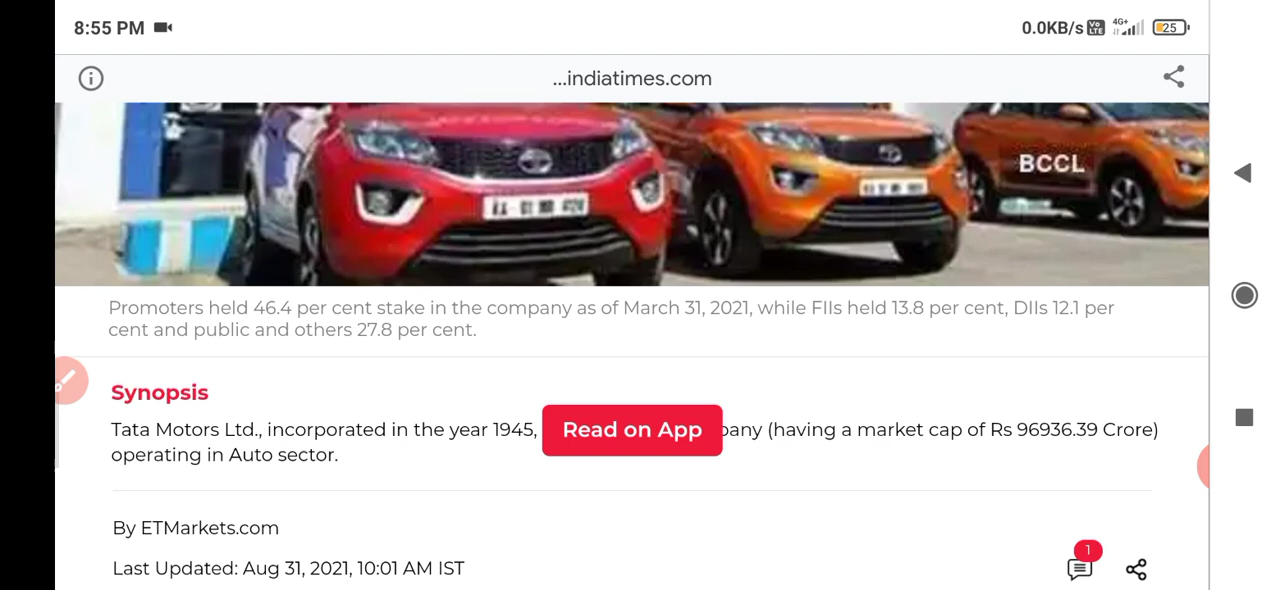 8:55 PM
0.0KB/s Vo LTE 4G+ 25
...indiatimes.com
BCCL
Promoters held 46.4 per cent stake in the company as of March 31, 2021, while FIIs held 13.8 per cent, DIIs 12.1 per
cent and public and others 27.8 per cent.
Synopsis
Tata Motors Ltd., incorporated in the year 1945, Read on App pany (having a market cap of Rs 96936.39 Crore)
operating in Auto sector.
By ETMarkets.com
1
Last Updated: Aug 31, 2021, 10:01 AM IST